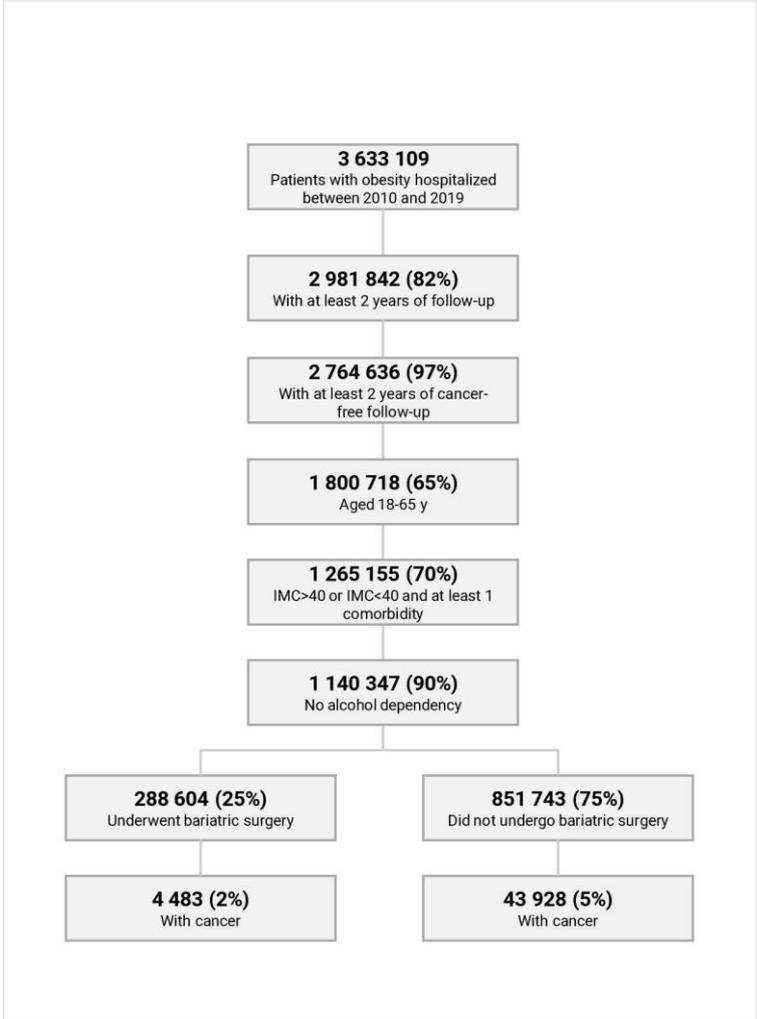 3 633 109
Patients with obesity hospitalized
between 2010 and 2019
2 981 842 (82%)
With at least 2 years of follow-up
2 764 636 (97%)
With at least 2 years of cancer-
free follow-up
1 800 718 (65%)
Aged 18-65 y
1 265 155 (70%)
IMC>40 or IMC<40 and at least 1
comorbidity
1 140 347 (90%)
No alcohol dependency
288 604 (25%)
Underwent bariatric surgery
851 743 (75%)
Did not undergo bariatric surgery
4 483 (2%)
With cancer
43 928 (5%)
With cancer